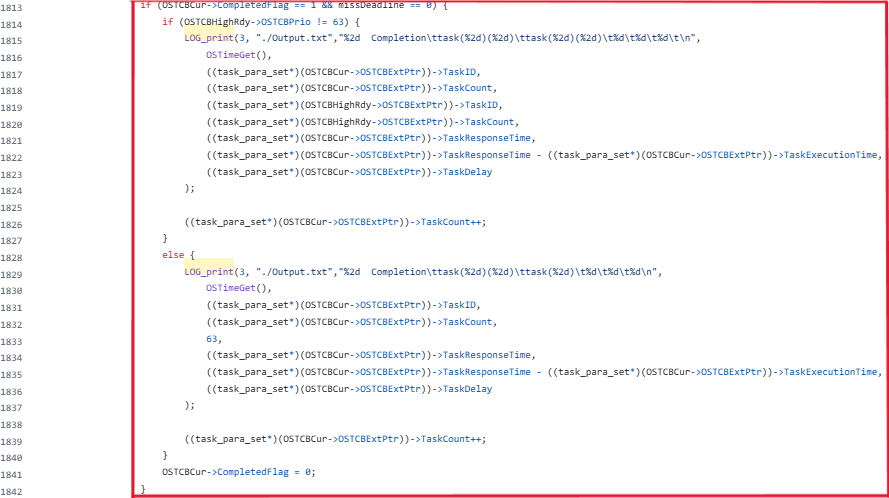 1813 if (OSTCBCur->CompletedFlag == 1 && missDeadline == 0) {
1814 if (OSTCBHighRdy->OSTCBPrio != 63) {
1815 LOG_print(3, "./Output.txt","%2d  Completion\ttask(%2d)(%2d)\ttask(%2d)(%2d)\t%d\t%d\t%d\t\n",
1816 OSTimeGet(),
1817 ((task_para_set*)(OSTCBCur->OSTCBExtPtr))->TaskID,
1818 ((task_para_set*)(OSTCBCur->OSTCBExtPtr))->TaskCount,
1819 ((task_para_set*)(OSTCBHighRdy->OSTCBExtPtr))->TaskID,
1820 ((task_para_set*)(OSTCBHighRdy->OSTCBExtPtr))->TaskCount,
1821 ((task_para_set*)(OSTCBCur->OSTCBExtPtr))->TaskResponseTime,
1822 ((task_para_set*)(OSTCBCur->OSTCBExtPtr))->TaskResponseTime - ((task_para_set*)(OSTCBCur->OSTCBExtPtr))->TaskExecutionTime,
1823 ((task_para_set*)(OSTCBCur->OSTCBExtPtr))->TaskDelay
1824 );
1825
1826 ((task_para_set*)(OSTCBCur->OSTCBExtPtr))->TaskCount++;
1827 }
1828 else {
1829 LOG_print(3, "./Output.txt","%2d  Completion\ttask(%2d)(%2d)\ttask(%2d)\t%d\t%d\t%d\n",
1830 OSTimeGet(),
1831 ((task_para_set*)(OSTCBCur->OSTCBExtPtr))->TaskID,
1832 ((task_para_set*)(OSTCBCur->OSTCBExtPtr))->TaskCount,
1833 63,
1834 ((task_para_set*)(OSTCBCur->OSTCBExtPtr))->TaskResponseTime,
1835 ((task_para_set*)(OSTCBCur->OSTCBExtPtr))->TaskResponseTime - ((task_para_set*)(OSTCBCur->OSTCBExtPtr))->TaskExecutionTime,
1836 ((task_para_set*)(OSTCBCur->OSTCBExtPtr))->TaskDelay
1837 );
1838
1839 ((task_para_set*)(OSTCBCur->OSTCBExtPtr))->TaskCount++;
1840 }
1841 OSTCBCur->CompletedFlag = 0;
1842 }